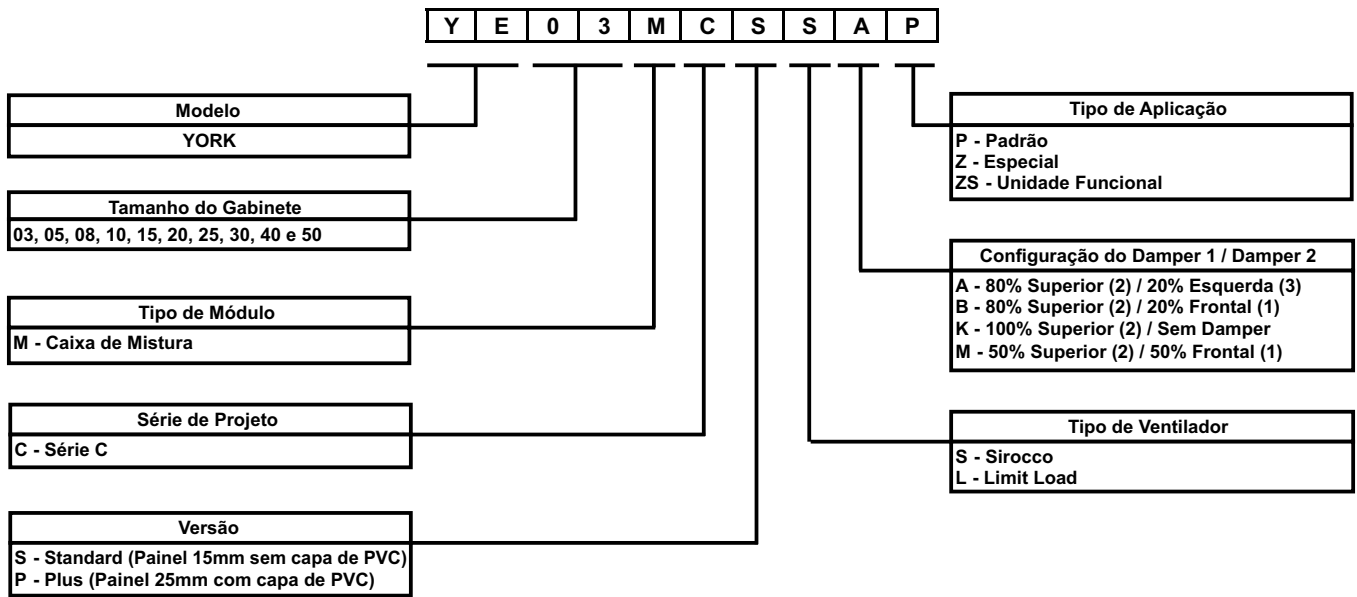 Y E 0 3 M C S S A P
Modelo
YORK
Tamanho do Gabinete
03, 05, 08, 10, 15, 20, 25, 30, 40 e 50
Tipo de Módulo
M - Caixa de Mistura
Série de Projeto
C - Série C
Versão
S - Standard (Painel 15mm sem capa de PVC)
P - Plus (Painel 25mm com capa de PVC)
Tipo de Aplicação
P - Padrão
Z - Especial
ZS - Unidade Funcional
Configuração do Damper 1 / Damper 2
A - 80% Superior (2) / 20% Esquerda (3)
B - 80% Superior (2) / 20% Frontal (1)
K - 100% Superior (2) / Sem Damper
M - 50% Superior (2) / 50% Frontal (1)
Tipo de Ventilador
S - Sirocco
L - Limit Load